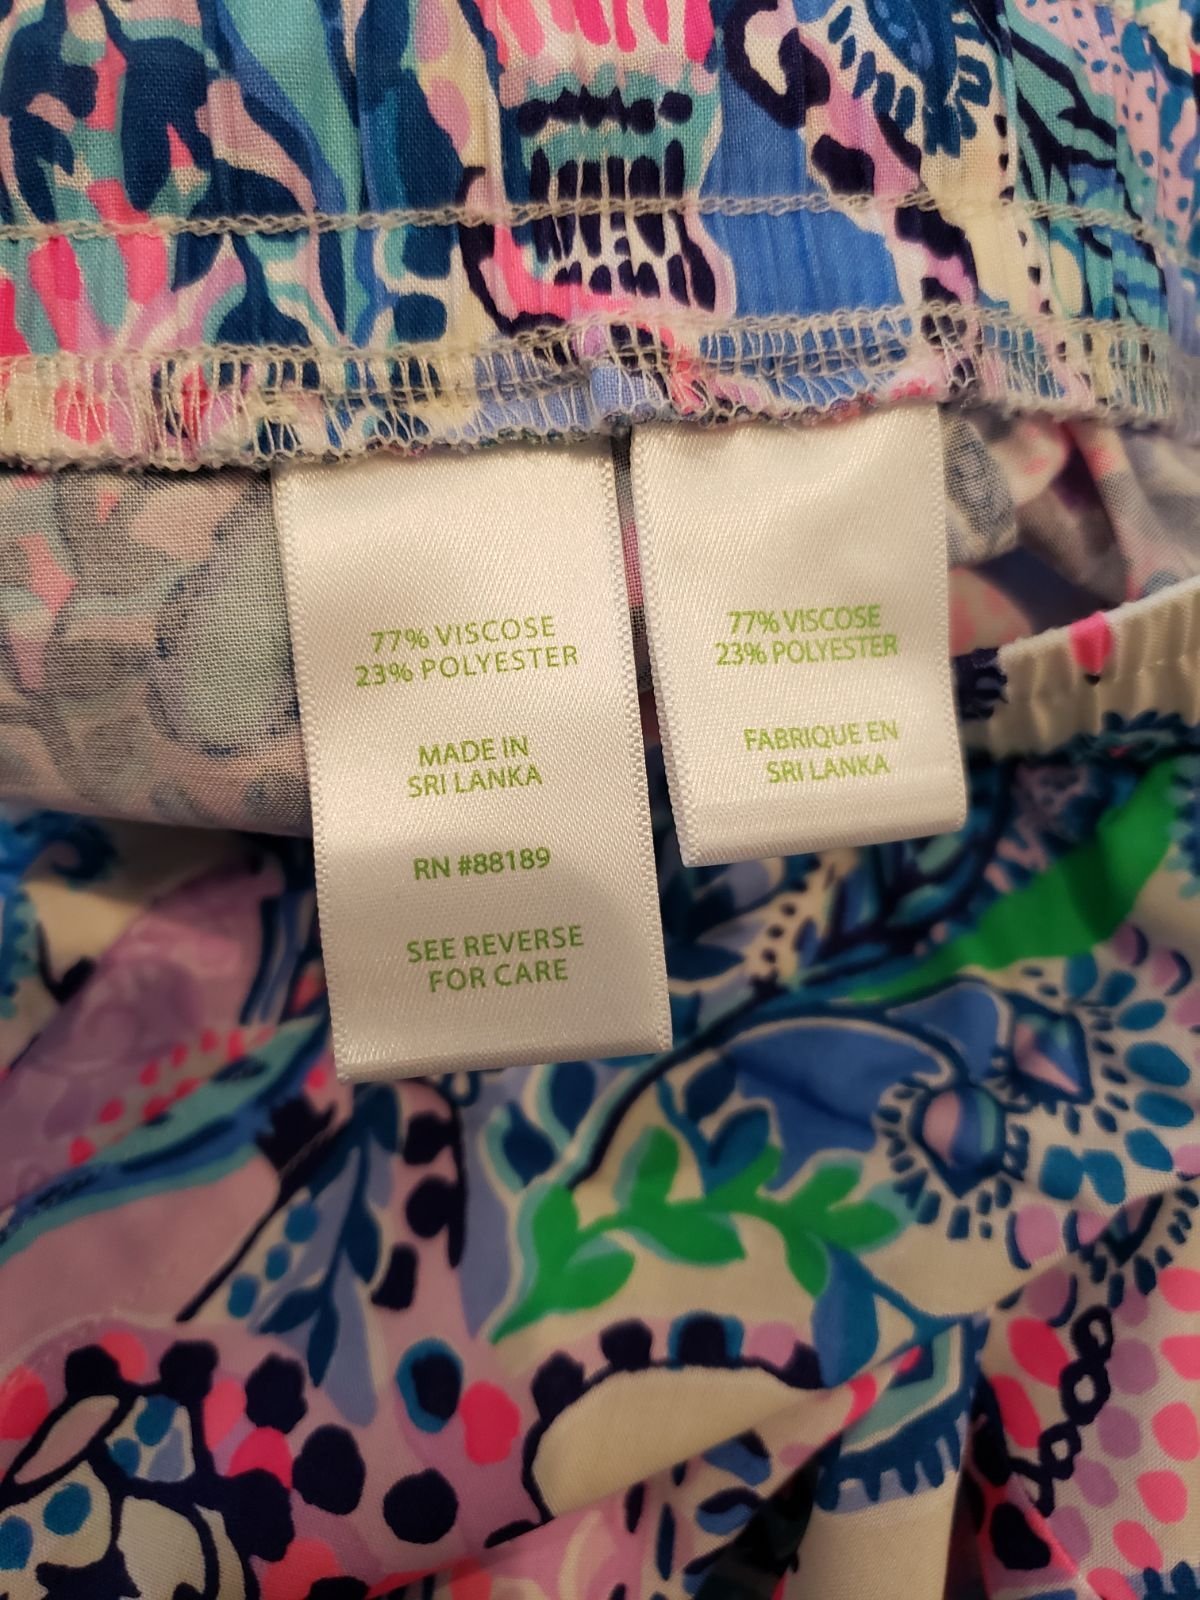 77% VISCOSE
23% POLYESTER
MADE IN
SRI LANKA
RN #88189
SEE REVERSE
FOR CARE
77% VISCOSE
23% POLYESTER
FABRIQUE EN
SRI LANKA